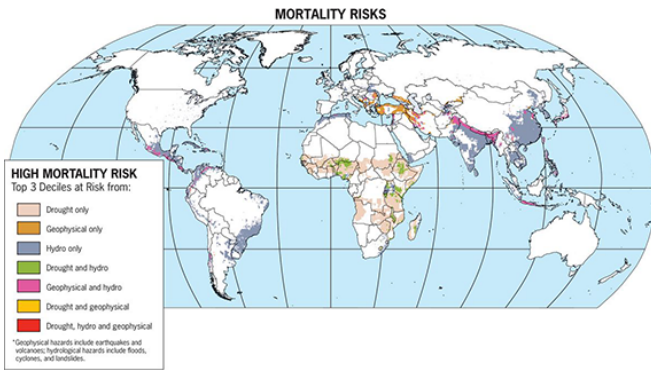 MORTALITY RISKS
HIGH MORTALITY RISK
Top 3 Deciles at Risk from:
Drought only
Geophysical only
Hydro only
Drought and hydro
Geophysical and hydro
Drought and geophysical
Drought, hydro and geophysical
*Geophysical hazards include earthquakes and
volcanoes; hydrological hazards include floods,
cyclones, and landslides.